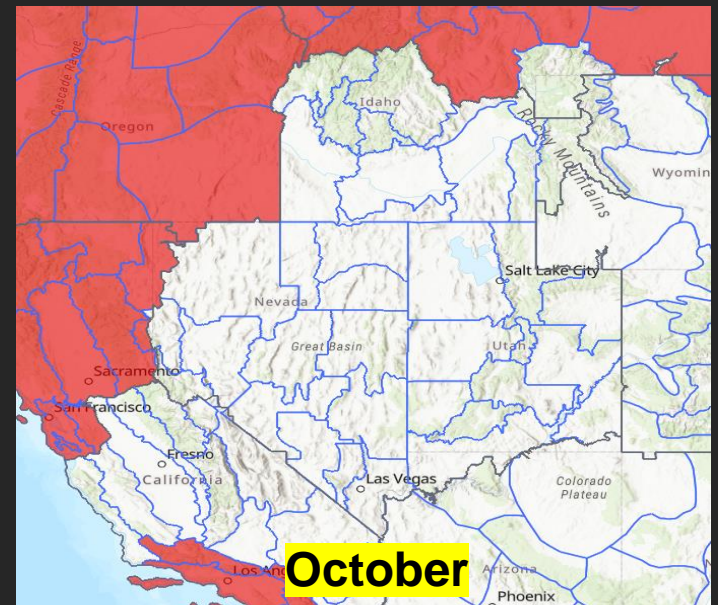 Cascade Range
Idaho
Oregon
Rocky Mountains
Wyomin
Salt Lake City
Nevada
Great Basin
Utah
Sacramento
San Francisco
Fresno
California
Las Vegas
Colorado
Plateau
Los Ang
October
Arizona
Phoenix